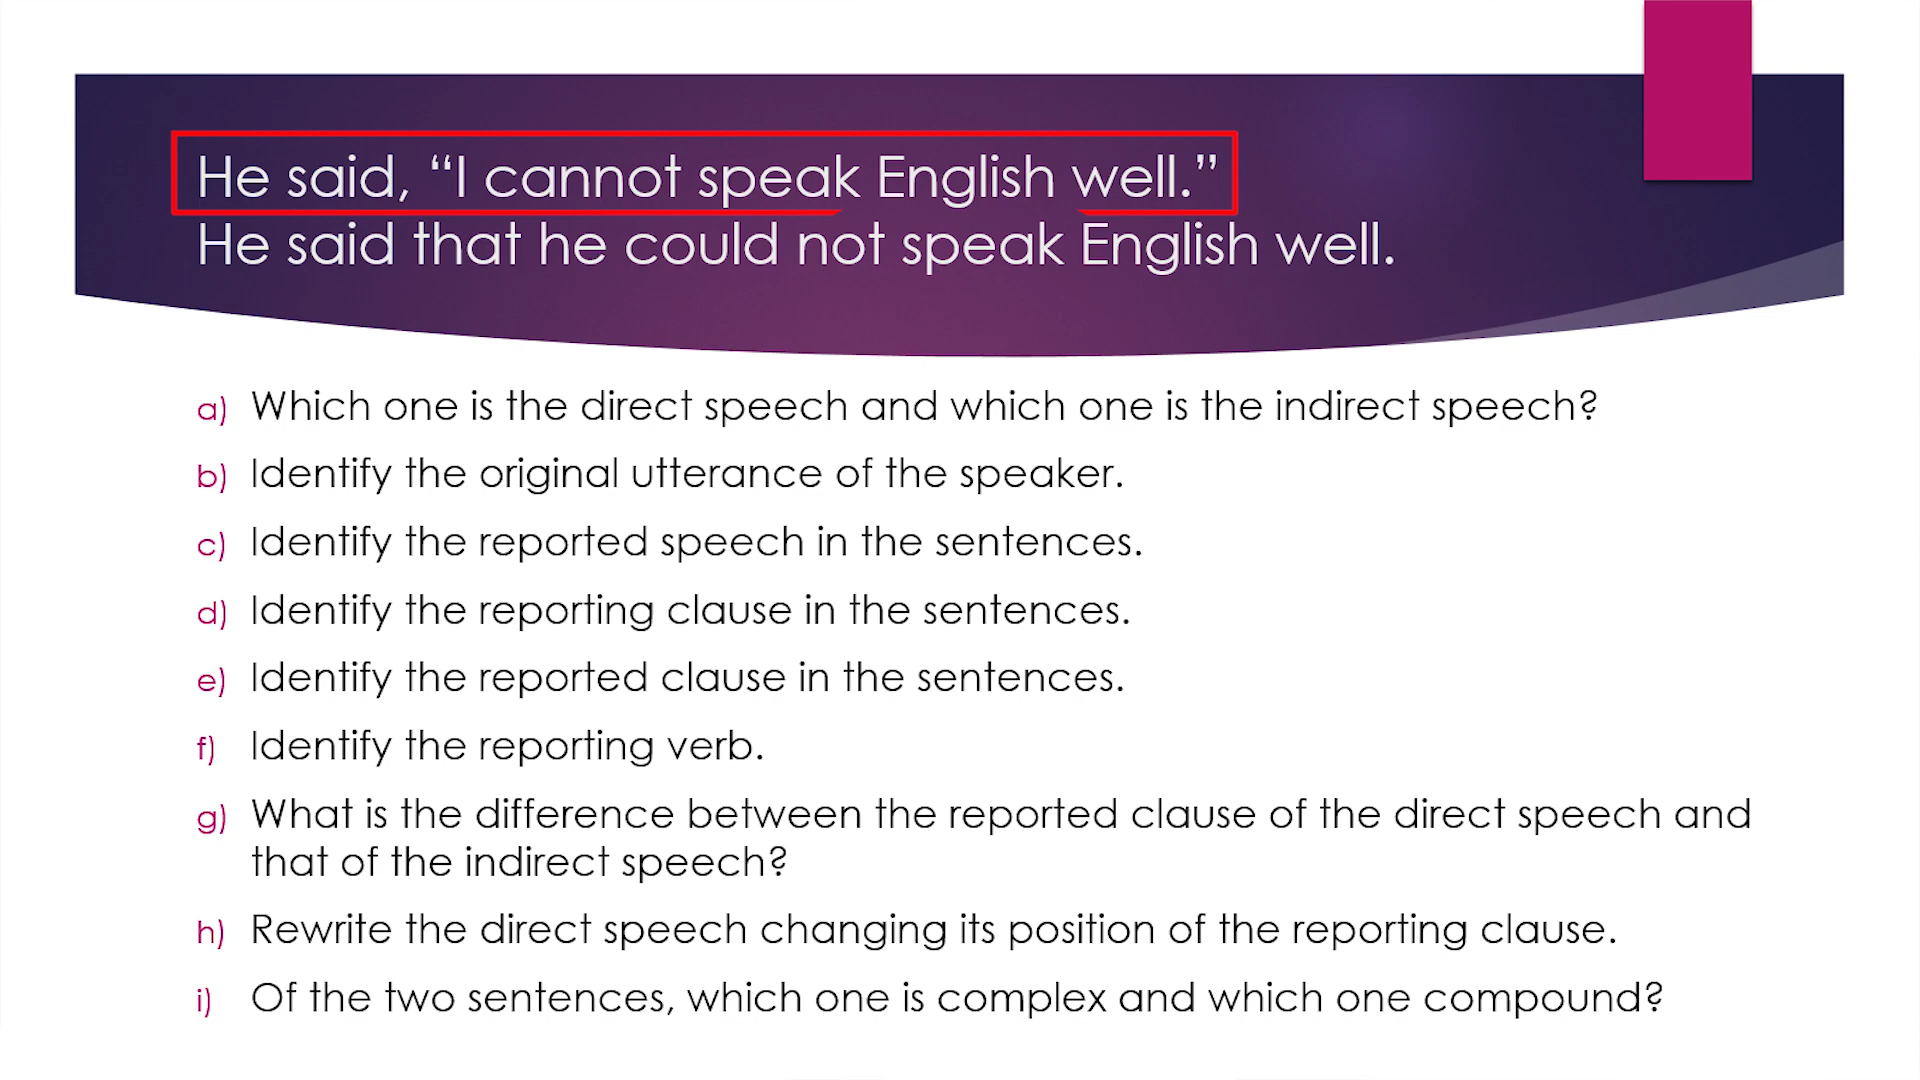 He said, “I cannot speak English well.”
He said that he could not speak English well.
a) Which one is the direct speech and which one is the indirect speech?
b) Identify the original utterance of the speaker.
c) Identify the reported speech in the sentences.
d) Identify the reporting clause in the sentences.
e) Identify the reported clause in the sentences.
f) Identify the reporting verb.
g) What is the difference between the reported clause of the direct speech and
that of the indirect speech?
h) Rewrite the direct speech changing its position of the reporting clause.
i) Of the two sentences, which one is complex and which one compound?